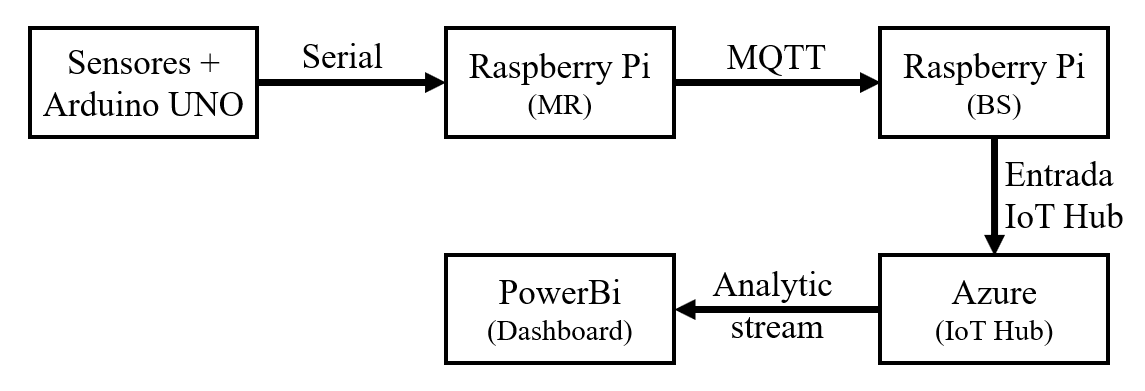 Sensores +
Arduino UNO
Serial
Raspberry Pi
(MR)
MQTT
Raspberry Pi
(BS)
Entrada
IoT Hub
Azure
(IoT Hub)
Analytic
stream
PowerBi
(Dashboard)